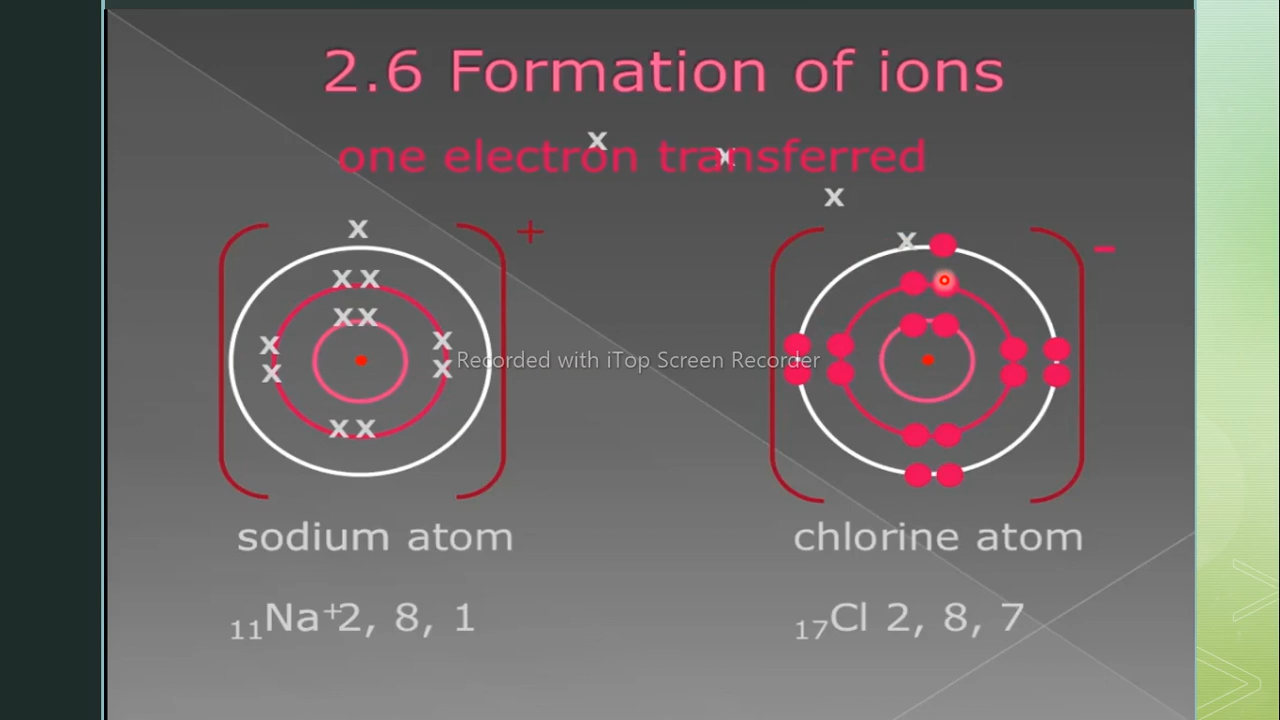 2.6 Formation of ions
one electron transferred
x
x
x
x
x
+
-
x x
x x
x
x
x
x
x x
Recorded with iTop Screen Recorder
sodium atom
chlorine atom
₁₁Na⁺2, 8, 1
₁₇Cl 2, 8, 7